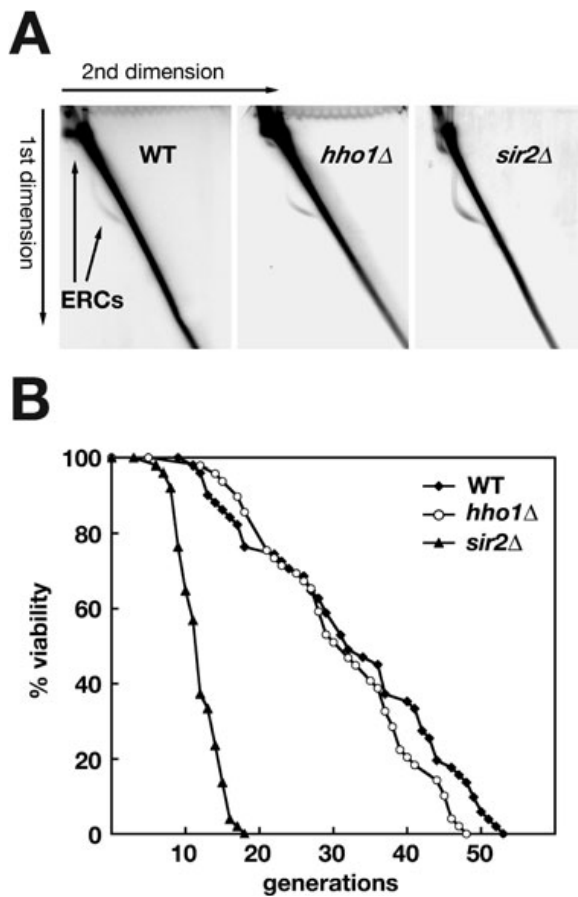 A
2nd dimension
1st dimension
WT
hho1Δ
sir2Δ
ERCs
B
% viability
100
80
60
40
20
0
WT
hho1Δ
sir2Δ
10
20
30
40
50
generations